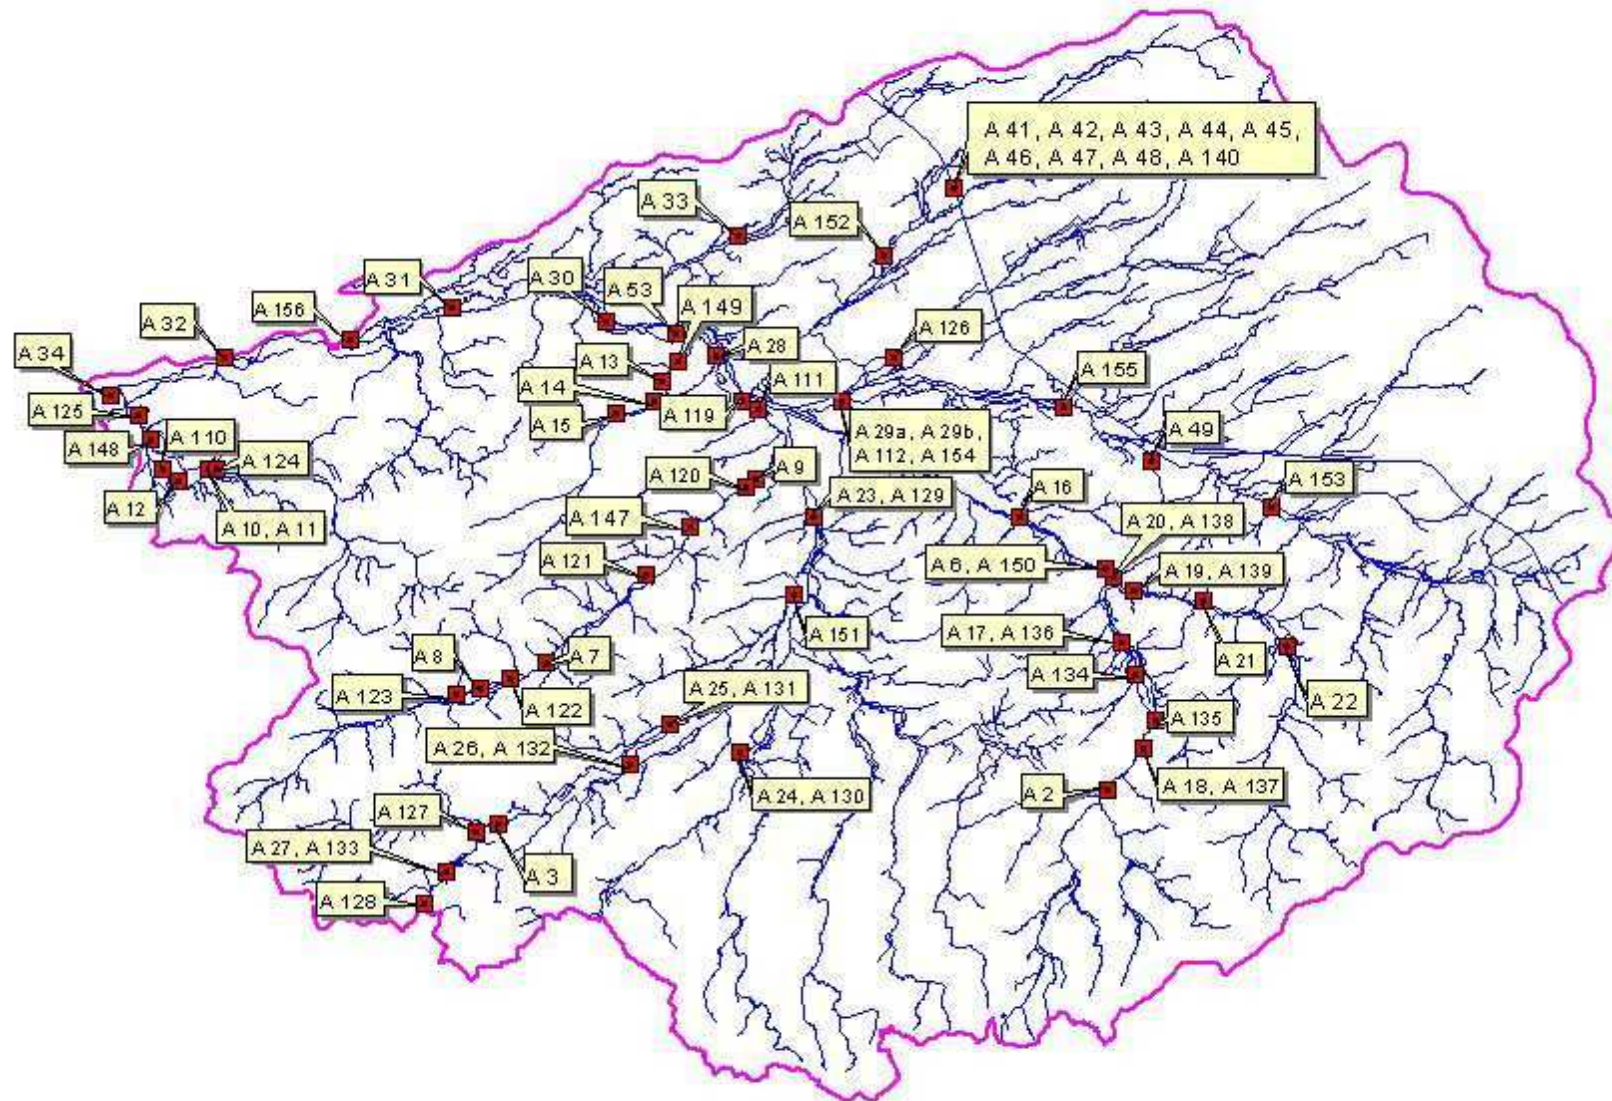 A 41, A 42, A 43, A 44, A 45,
A 46, A 47, A 48, A 140
A 33
A 152
A 31
A 30
A 53
A 149
A 156
A 32
A 34
A 28
A 126
A 13
A 111
A 155
A 14
A 119
A 15
A 125
A 148
A 110
A 124
A 29a, A 29b,
A 112, A 154
A 49
A 120
A 9
A 153
A 12
A 10, A 11
A 147
A 23, A 129
A 16
A 20, A 138
A 121
A 6, A 150
A 19, A 139
A 151
A 17, A 136
A 21
A 8
A 7
A 134
A 123
A 122
A 25, A 131
A 22
A 135
A 26, A 132
A 24, A 130
A 2
A 18, A 137
A 127
A 27, A 133
A 3
A 128